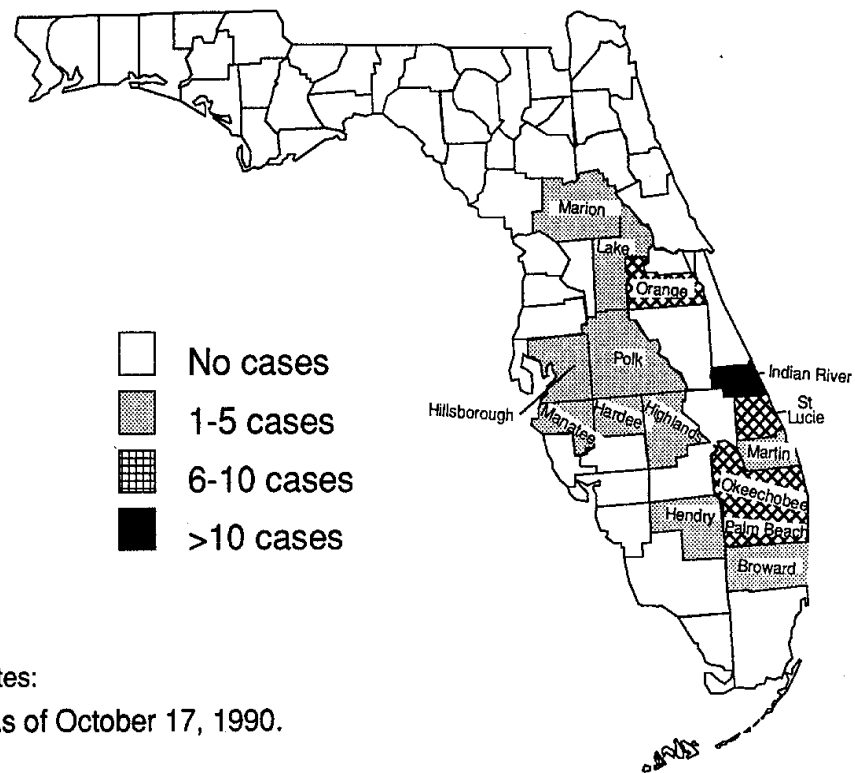 Marion
Lake
Orange
No cases
Polk
Indian River
1-5 cases
Hillsborough
St
Lucie
Manatee
Hardee
Highlands
Martin
6-10 cases
Okeechobee
Hendry
Palm Beach
>10 cases
Broward
tes:
s of October 17, 1990.